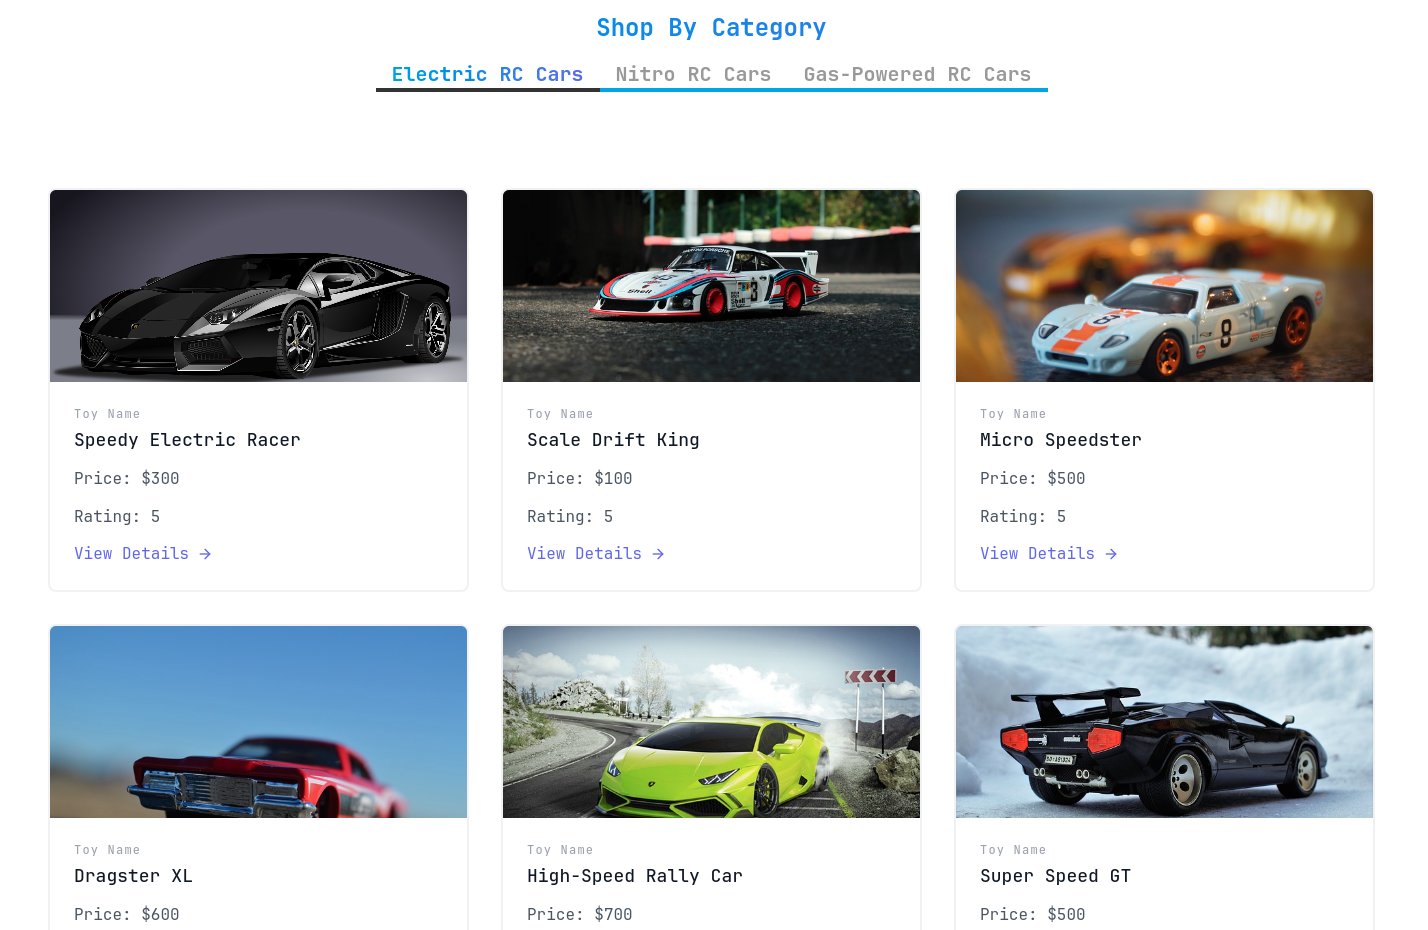 Shop By Category
Electric RC Cars Nitro RC Cars Gas-Powered RC Cars
Shell
3
8
Toy Name
Speedy Electric Racer
Price: $300
Rating: 5
View Details →
Toy Name
Scale Drift King
Price: $100
Rating: 5
View Details →
Toy Name
Micro Speedster
Price: $500
Rating: 5
View Details →
Toy Name
Dragster XL
Price: $600
Toy Name
High-Speed Rally Car
Price: $700
Toy Name
Super Speed GT
Price: $500